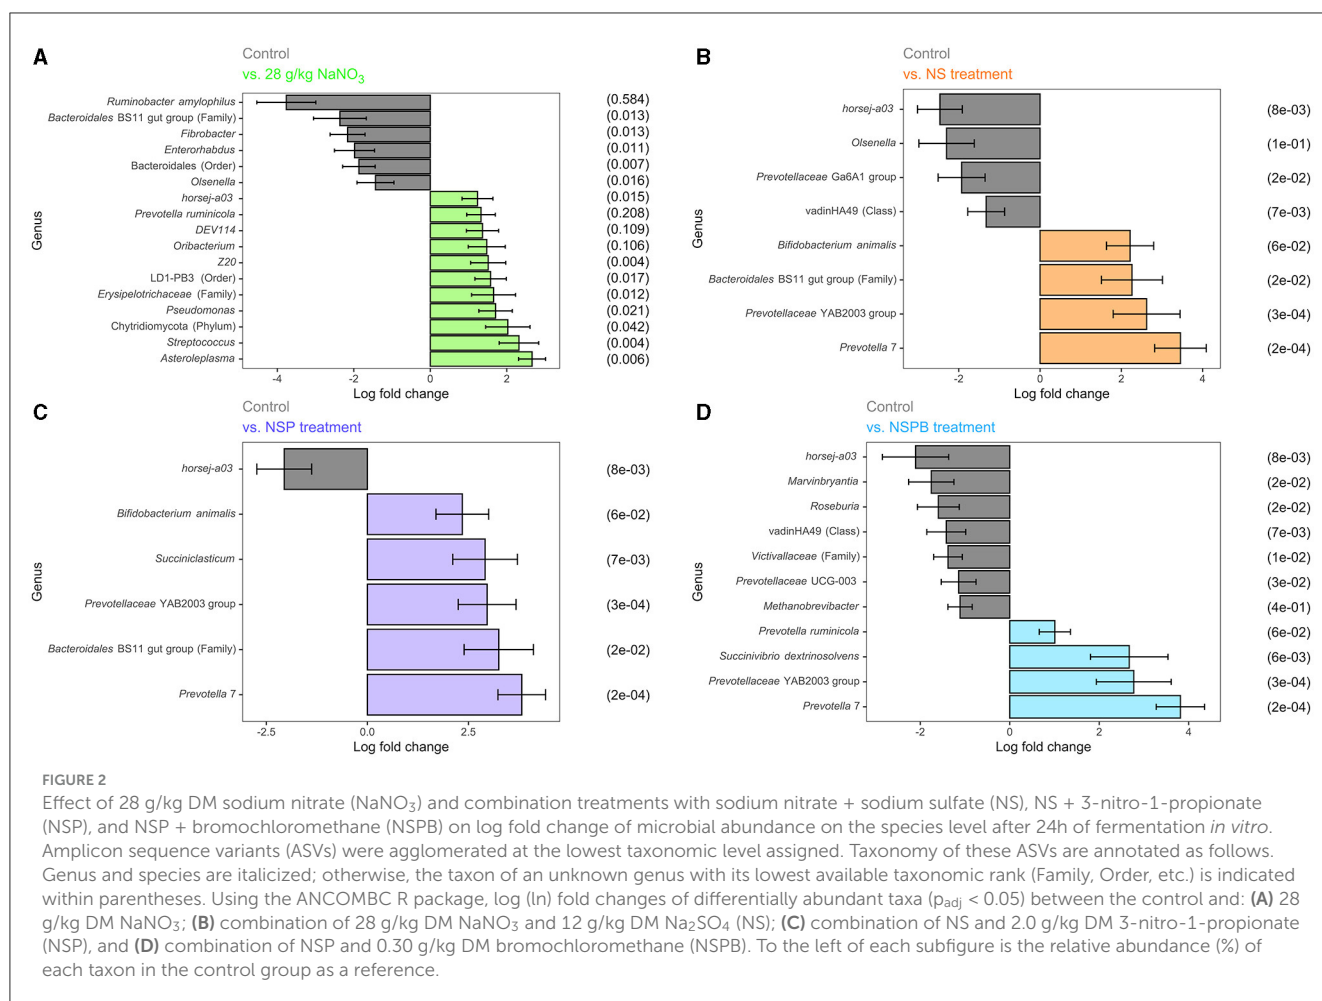 A
Control
vs. 28 g/kg NaNO3
Genus
Ruminobacter amylophilus (0.584)
Bacteroidales BS11 gut group (Family) (0.013)
Fibrobacter (0.013)
Enterorhabdus (0.011)
Bacteroidales (Order) (0.007)
Olsenella (0.016)
horsej-a03 (0.015)
Prevotella ruminicola (0.208)
DEV114 (0.109)
Oribacterium (0.106)
Z20 (0.004)
LD1-PB3 (Order) (0.017)
Erysipelotrichaceae (Family) (0.012)
Pseudomonas (0.021)
Chytridiomycota (Phylum) (0.042)
Streptococcus (0.004)
Asteroleplasma (0.006)
-4 -2 0 2
Log fold change
B
Control
vs. NS treatment
Genus
horsej-a03 (8e-03)
Olsenella (1e-01)
Prevotellaceae Ga6A1 group (2e-02)
vadinHA49 (Class) (7e-03)
Bifidobacterium animalis (6e-02)
Bacteroidales BS11 gut group (Family) (2e-02)
Prevotellaceae YAB2003 group (3e-04)
Prevotella 7 (2e-04)
-2 0 2 4
Log fold change
C
Control
vs. NSP treatment
Genus
horsej-a03 (8e-03)
Bifidobacterium animalis (6e-02)
Succiniclasticum (7e-03)
Prevotellaceae YAB2003 group (3e-04)
Bacteroidales BS11 gut group (Family) (2e-02)
Prevotella 7 (2e-04)
-2.5 0.0 2.5
Log fold change
D
Control
vs. NSPB treatment
Genus
horsej-a03 (8e-03)
Marvinbryantia (2e-02)
Roseburia (2e-02)
vadinHA49 (Class) (7e-03)
Victivallaceae (Family) (1e-02)
Prevotellaceae UCG-003 (3e-02)
Methanobrevibacter (4e-01)
Prevotella ruminicola (6e-02)
Succinivibrio dextrinosolvens (6e-03)
Prevotellaceae YAB2003 group (3e-04)
Prevotella 7 (2e-04)
-2 0 2 4
Log fold change
FIGURE 2
Effect of 28 g/kg DM sodium nitrate (NaNO3) and combination treatments with sodium nitrate + sodium sulfate (NS), NS + 3-nitro-1-propionate
(NSP), and NSP + bromochloromethane (NSPB) on log fold change of microbial abundance on the species level after 24h of fermentation in vitro.
Amplicon sequence variants (ASVs) were agglomerated at the lowest taxonomic level assigned. Taxonomy of these ASVs are annotated as follows.
Genus and species are italicized; otherwise, the taxon of an unknown genus with its lowest available taxonomic rank (Family, Order, etc.) is indicated
within parentheses. Using the ANCOMBC R package, log (ln) fold changes of differentially abundant taxa (padj < 0.05) between the control and: (A) 28
g/kg DM NaNO3; (B) combination of 28 g/kg DM NaNO3 and 12 g/kg DM Na2SO4 (NS); (C) combination of NS and 2.0 g/kg DM 3-nitro-1-propionate
(NSP), and (D) combination of NSP and 0.30 g/kg DM bromochloromethane (NSPB). To the left of each subfigure is the relative abundance (%) of
each taxon in the control group as a reference.